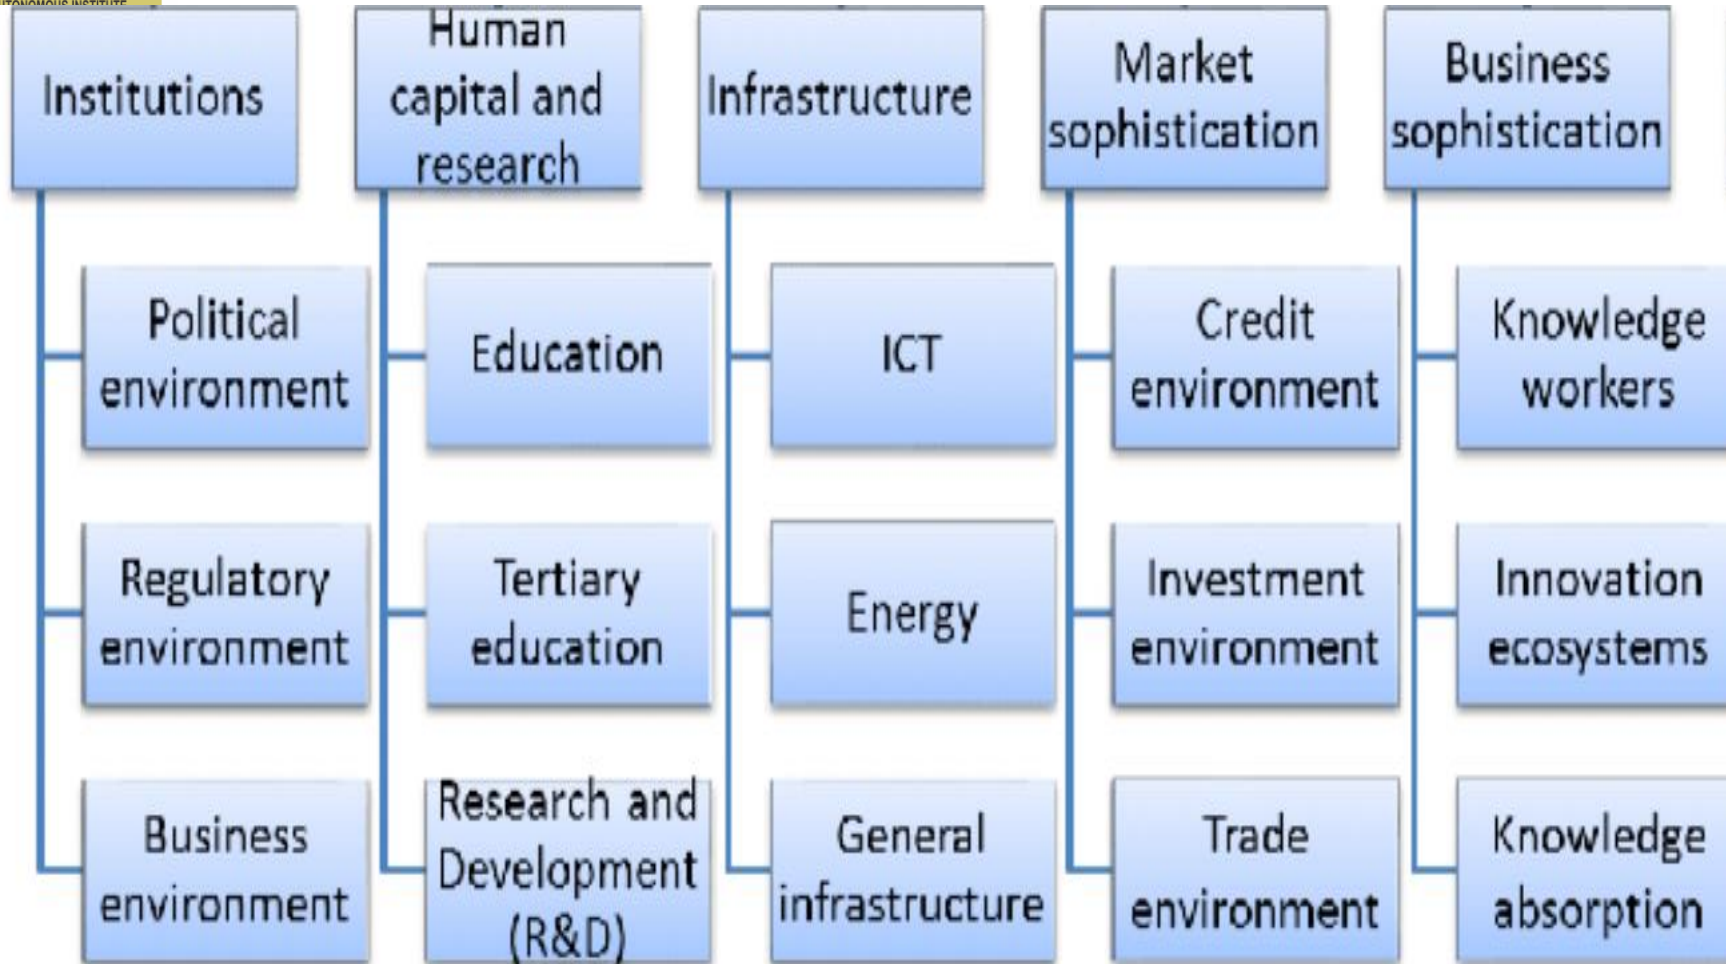 AUTONOMOUS INSTITUTE
Institutions
Human
capital and
research
Infrastructure
Market
sophistication
Business
sophistication
Political
environment
Education
ICT
Credit
environment
Knowledge
workers
Regulatory
environment
Tertiary
education
Energy
Investment
environment
Innovation
ecosystems
Business
environment
Research and
Development
(R&D)
General
infrastructure
Trade
environment
Knowledge
absorption